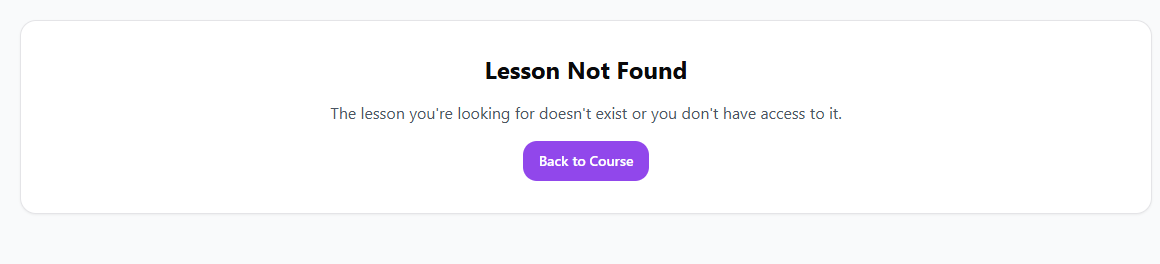 Lesson Not Found
The lesson you're looking for doesn't exist or you don't have access to it.
Back to Course